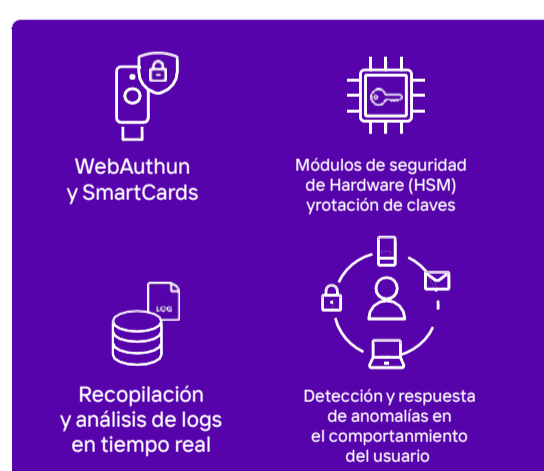 WebAuthun
y SmartCards
Módulos de seguridad
de Hardware (HSM)
yrotación de claves
LOG
Recopilación
y análisis de logs
en tiempo real
Detección y respuesta
de anomalías en
el comportanmiento
del usuario